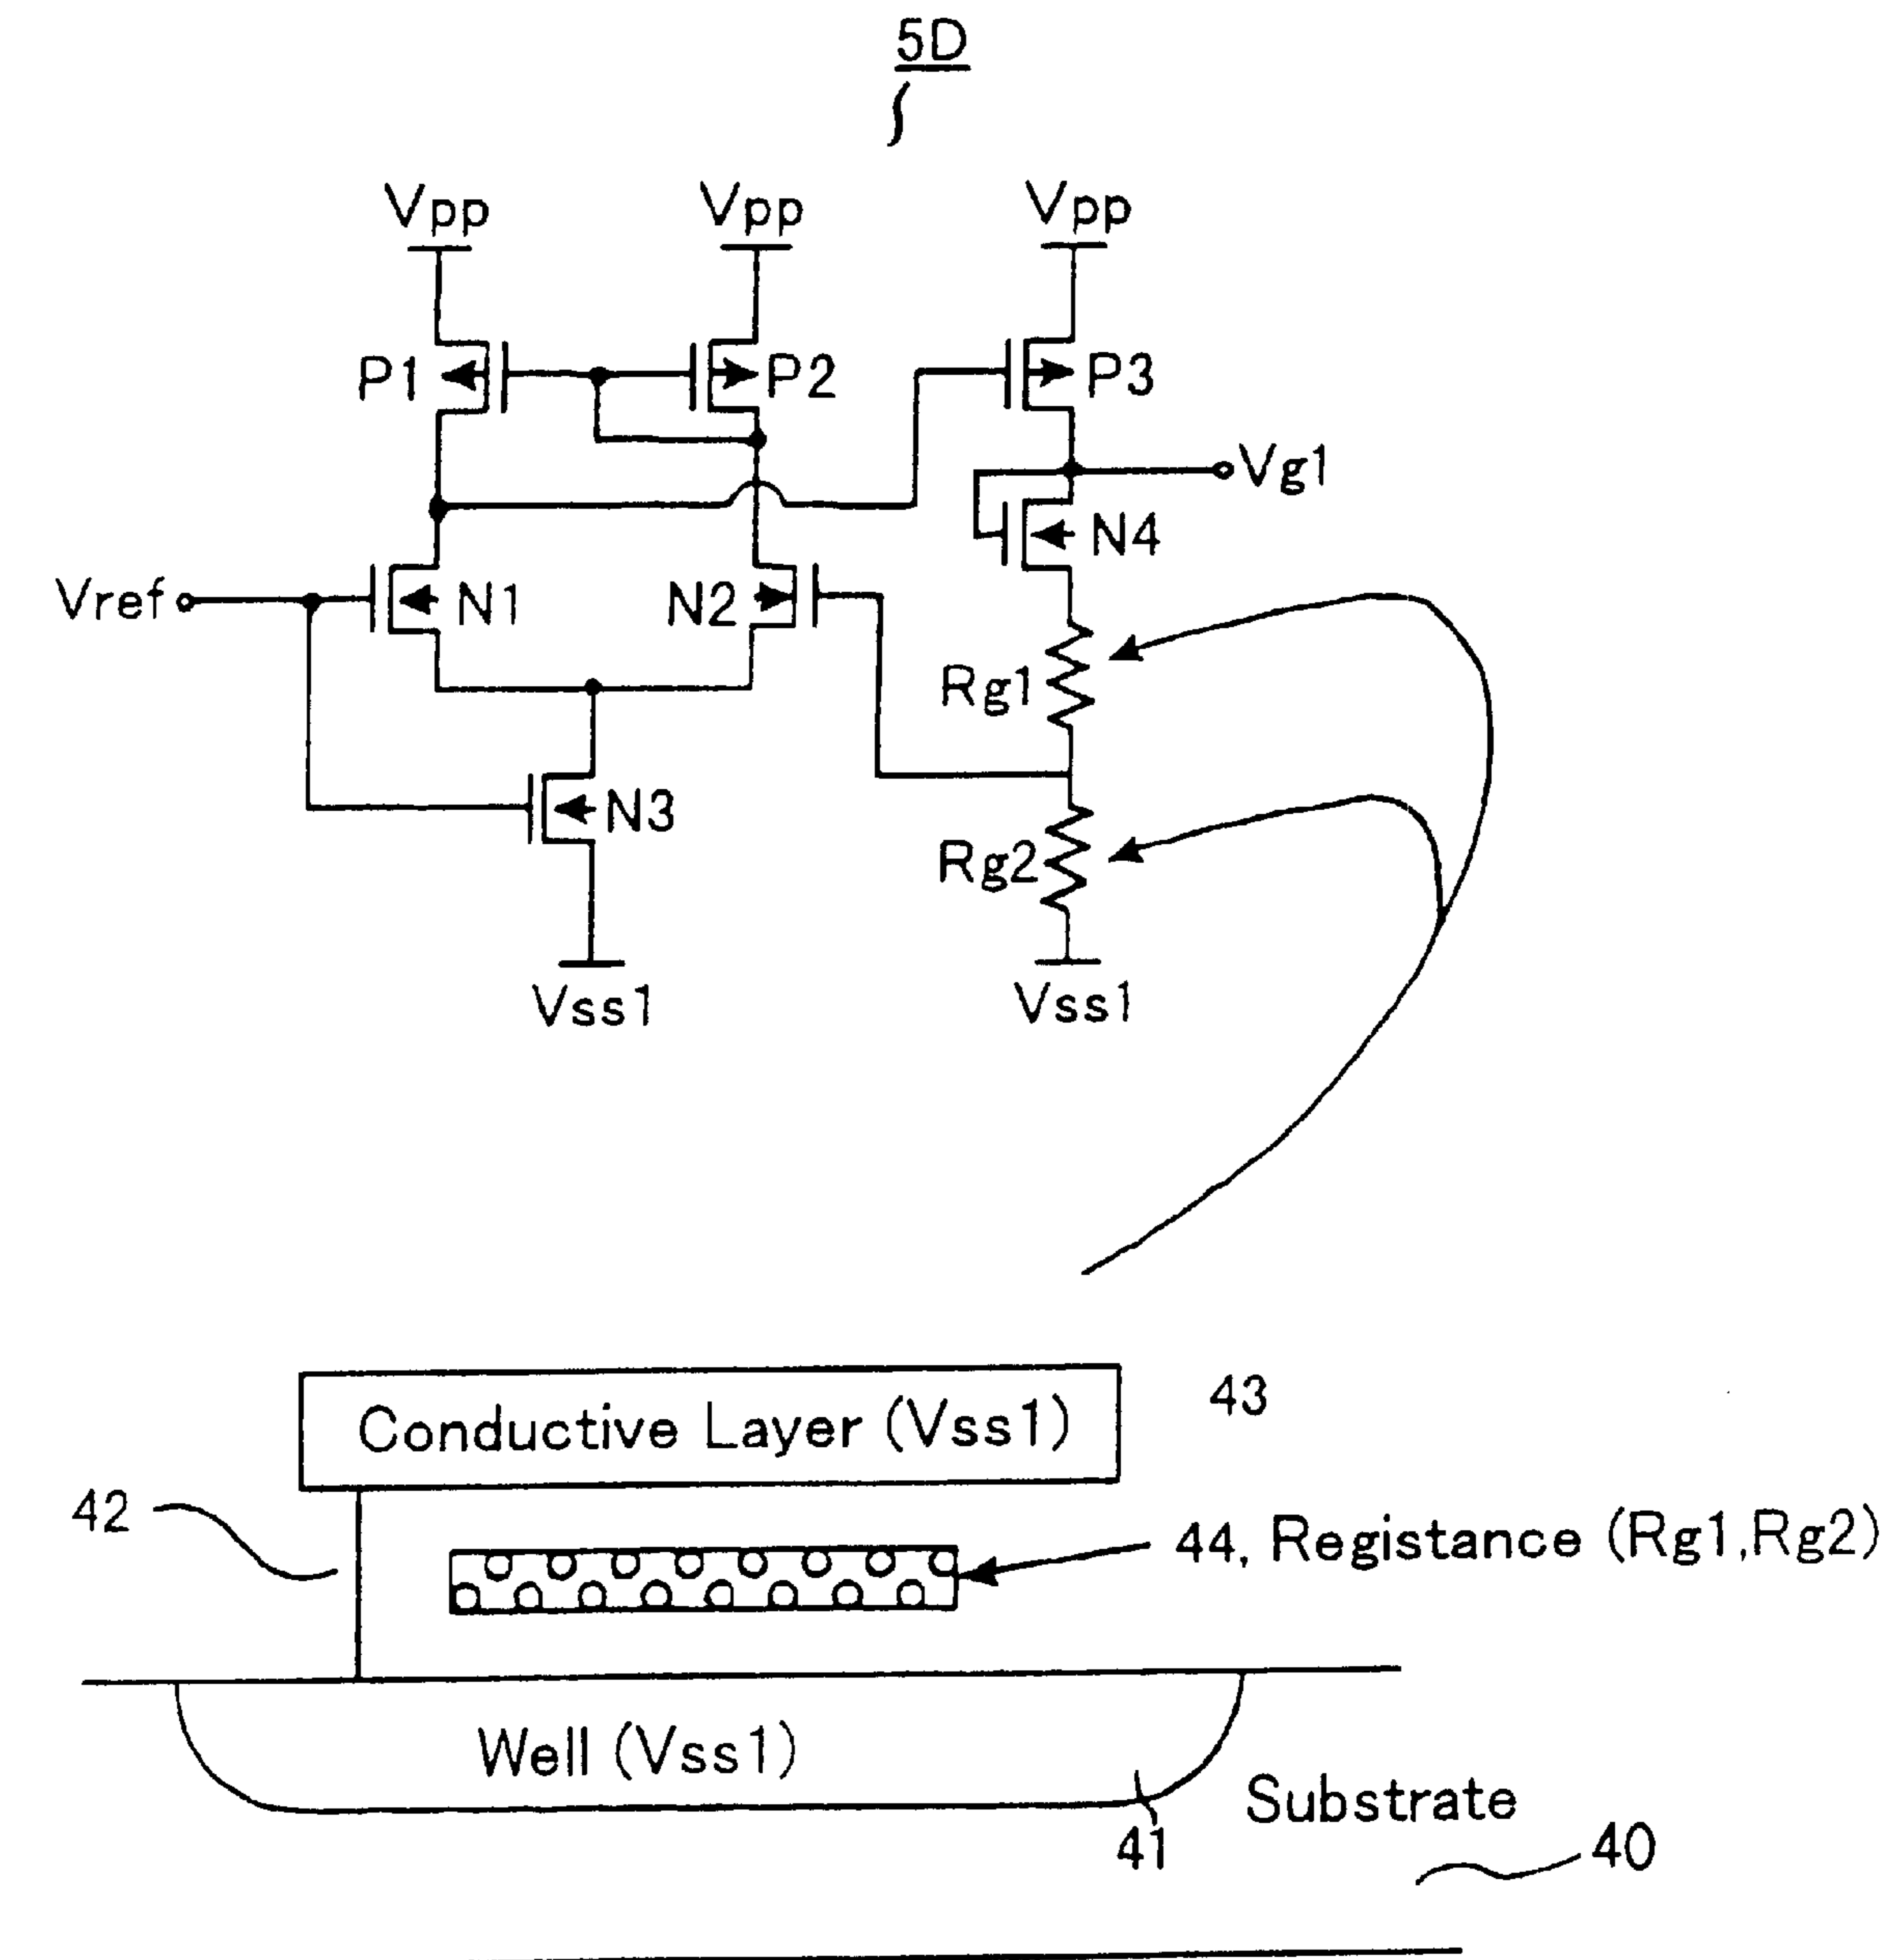 5D
Vpp Vpp Vpp
P1 P2 P3
Vg1
N4
Vref N1 N2
Rg1
N3
Rg2
Vss1 Vss1
43
Conductive Layer (Vss1)
42
44, Registance (Rg1,Rg2)
Well (Vss1)
Substrate
41
40